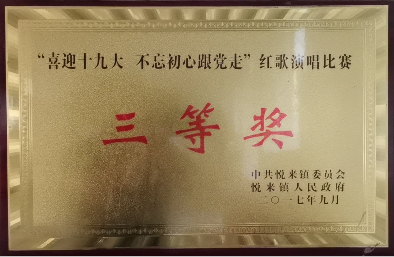 “喜迎十九大 不忘初心跟党走”红歌演唱比赛
三等奖
中共悦来镇委员会
悦来镇人民政府
二〇一七年九月